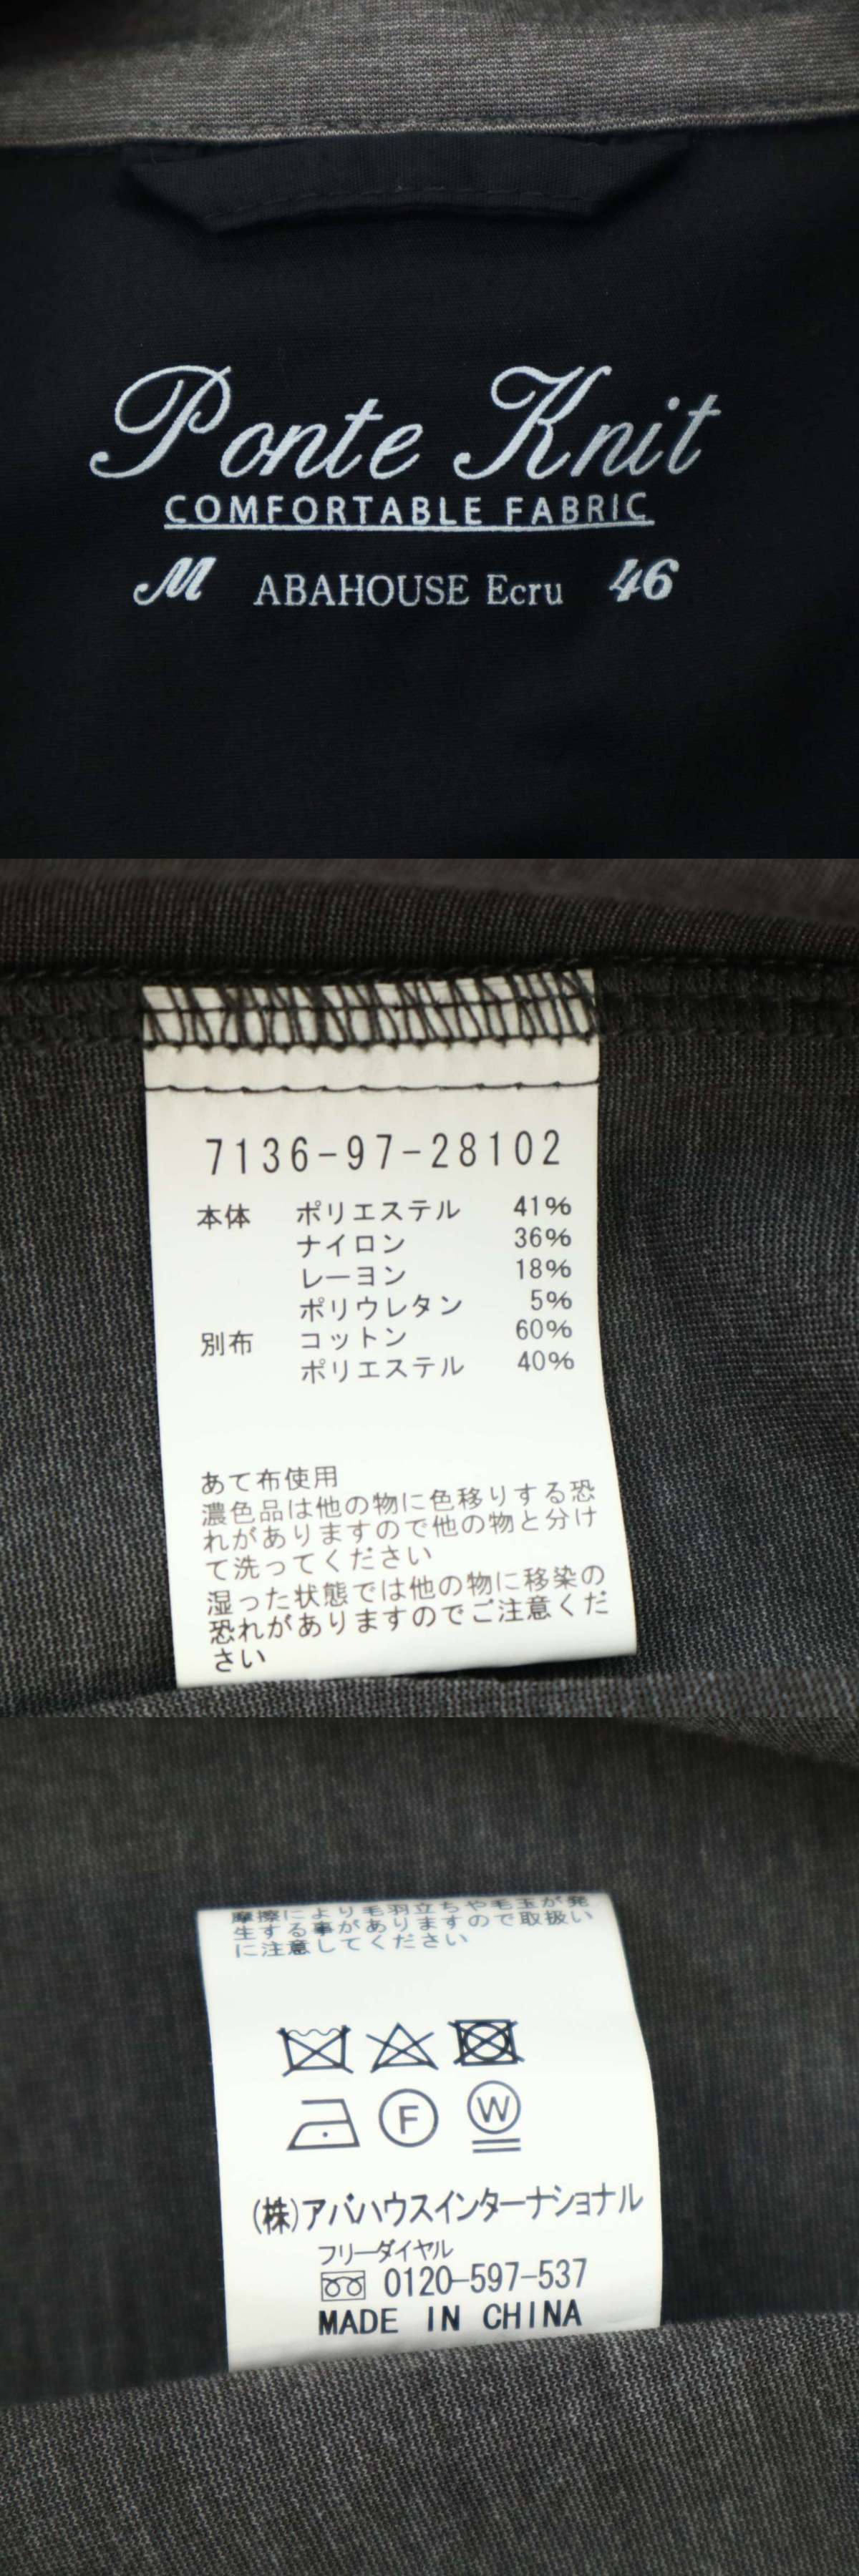 Ponte Knit
COMFORTABLE FABRIC
M ABAHOUSE Ecru 46
7136-97-28102
本体 ポリエステル 41%
ナイロン 36%
レーヨン 18%
ポリウレタン 5%
別布 コットン 60%
ポリエステル 40%
あて布使用
濃色品は他の物に色移りする恐
れがありますので他の物と分け
て洗ってください
湿った状態では他の物に移染の
恐れがありますのでご注意くだ
さい
摩擦により毛羽立ちや毛玉が発
生する事がありますので取扱い
に注意してください
F W
(株)アバハウスインターナショナル
フリーダイヤル
0120-597-537
MADE IN CHINA